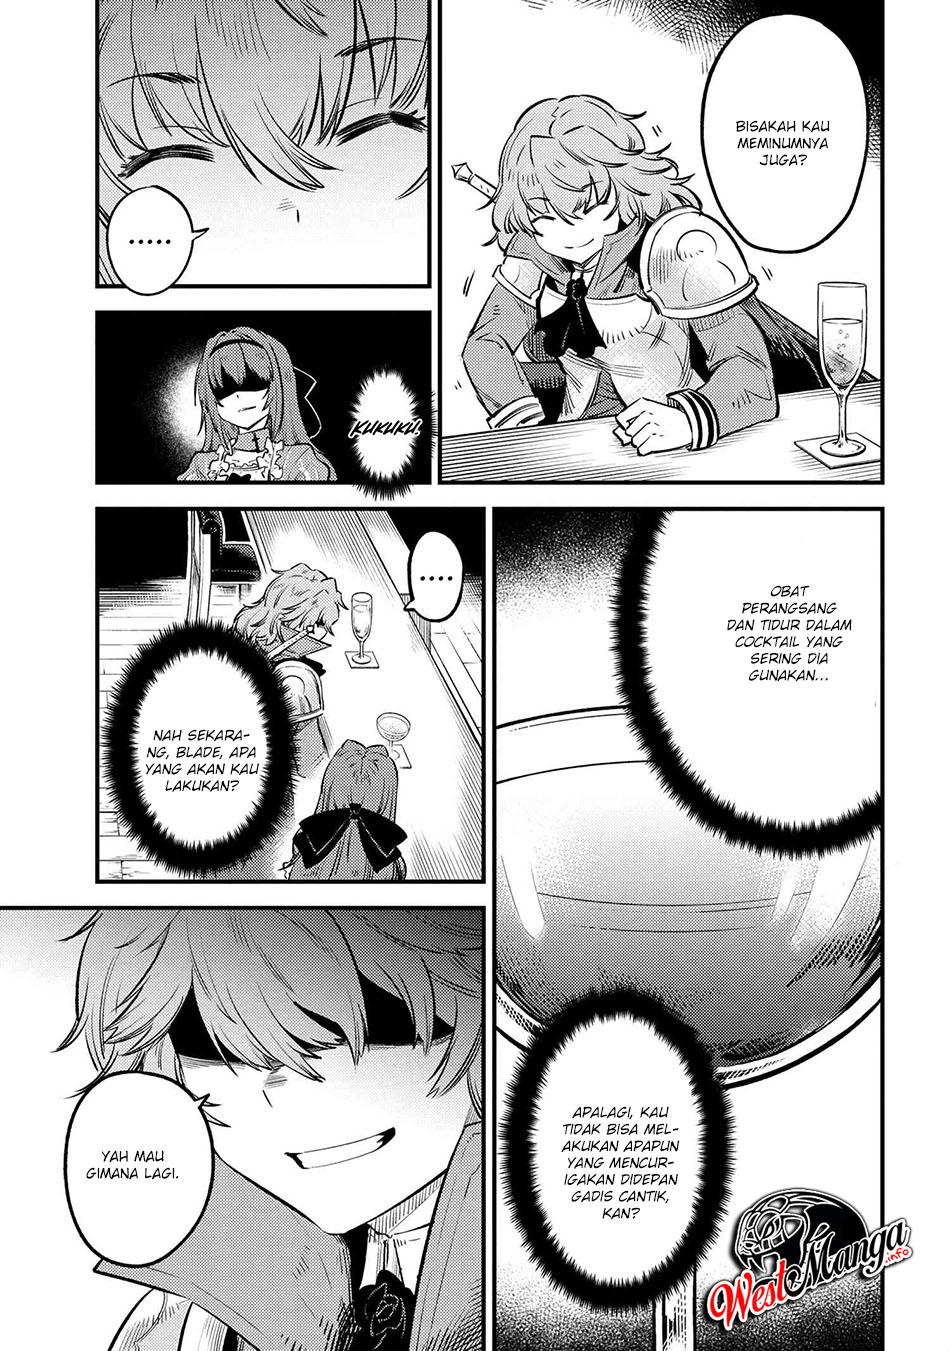 BISAKAH KAU
MEMINUMNYA
JUGA?
.....
KUKUKU!
OBAT
PERANGSANG
DAN TIDUR DALAM
COCKTAIL YANG
SERING DIA
GUNAKAN...
....
NAH SEKARA-
NG, BLADE, APA
YANG AKAN KAU
LAKUKAN?
APALAGI, KAU
TIDAK BISA MEL-
AKUKAN APAPUN
YANG MENCUR-
IGAKAN DIDEPAN
GADIS CANTIK,
KAN?
YAH MAU
GIMANA LAGI.
WestManga
.info